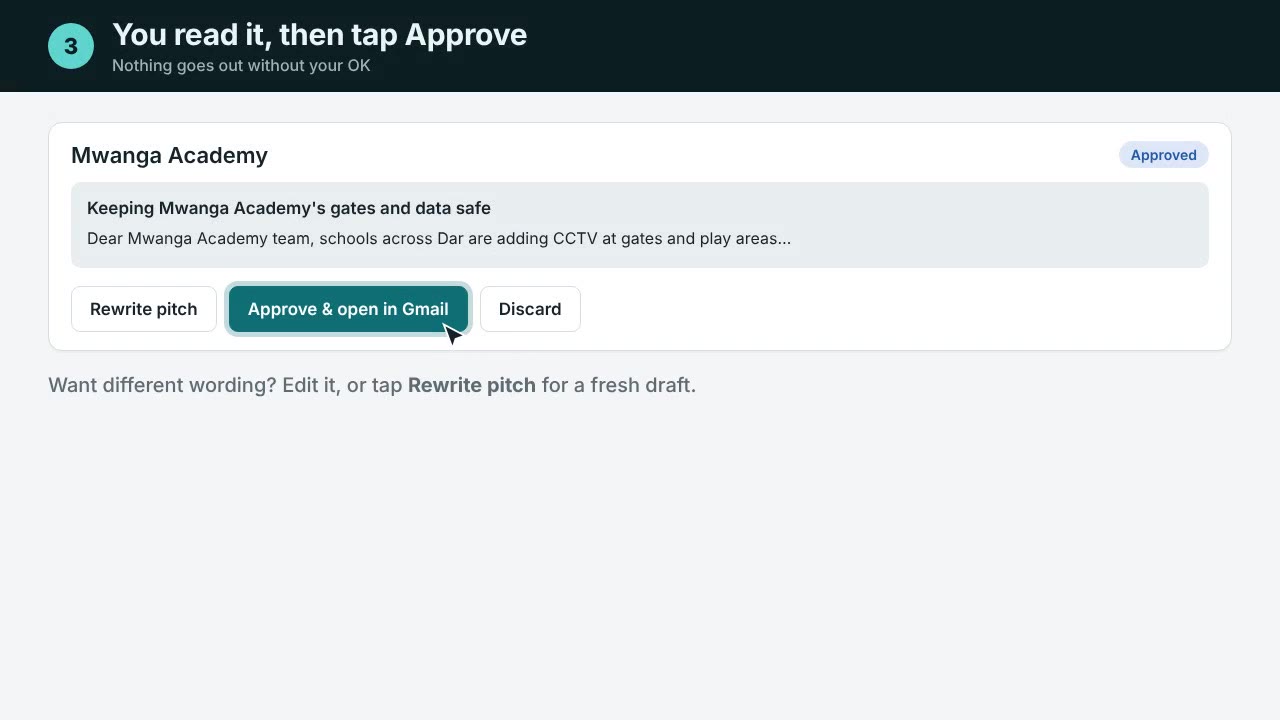 3
You read it, then tap Approve
Nothing goes out without your OK
Mwanga Academy
Approved
Keeping Mwanga Academy's gates and data safe
Dear Mwanga Academy team, schools across Dar are adding CCTV at gates and play areas...
Rewrite pitch
Approve & open in Gmail
Discard
Want different wording? Edit it, or tap Rewrite pitch for a fresh draft.